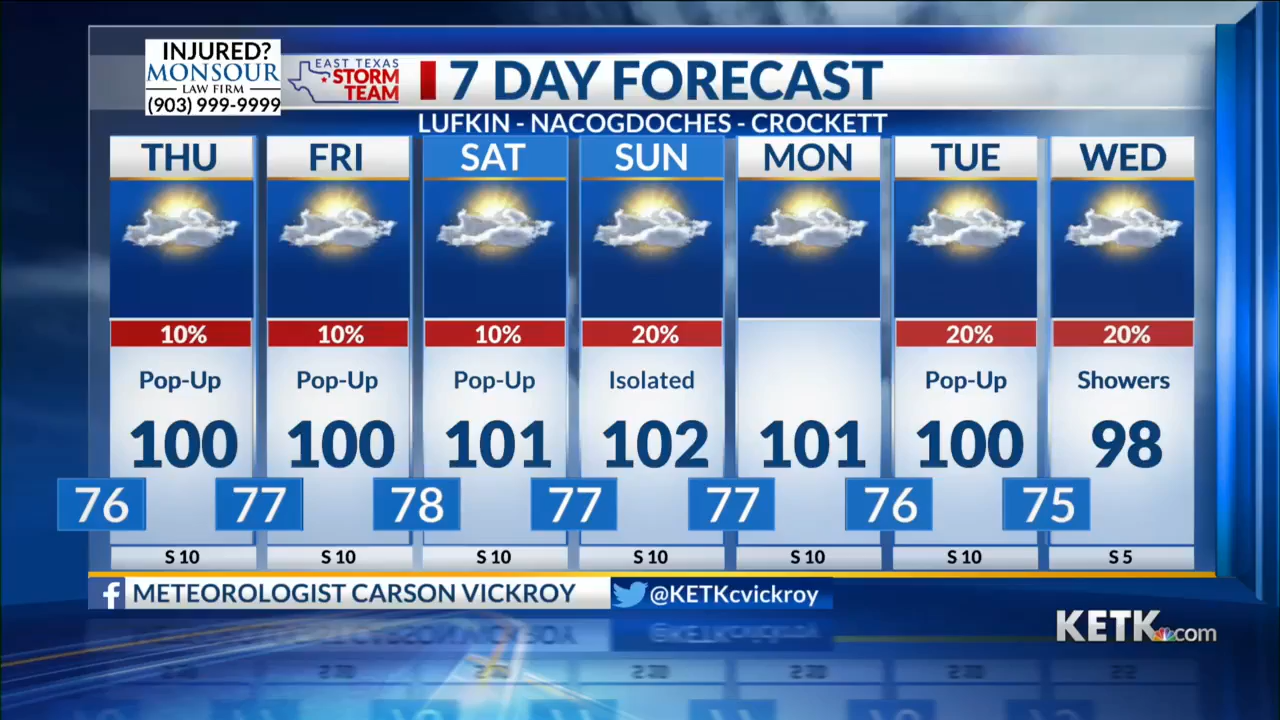 INJURED?
MONSOUR
LAW FIRM
(903) 999-9999
EAST TEXAS
STORM
TEAM
7 DAY FORECAST
LUFKIN - NACOGDOCHES - CROCKETT
THU FRI SAT SUN MON TUE WED
10% 10% 10% 20% 20% 20%
Pop-Up Pop-Up Pop-Up Isolated Pop-Up Showers
100 100 101 102 101 100 98
76 77 78 77 77 76 75
S 10 S 10 S 10 S 10 S 10 S 10 S 5
f METEOROLOGIST CARSON VICKROY @KETKcvickroy
KETK.com